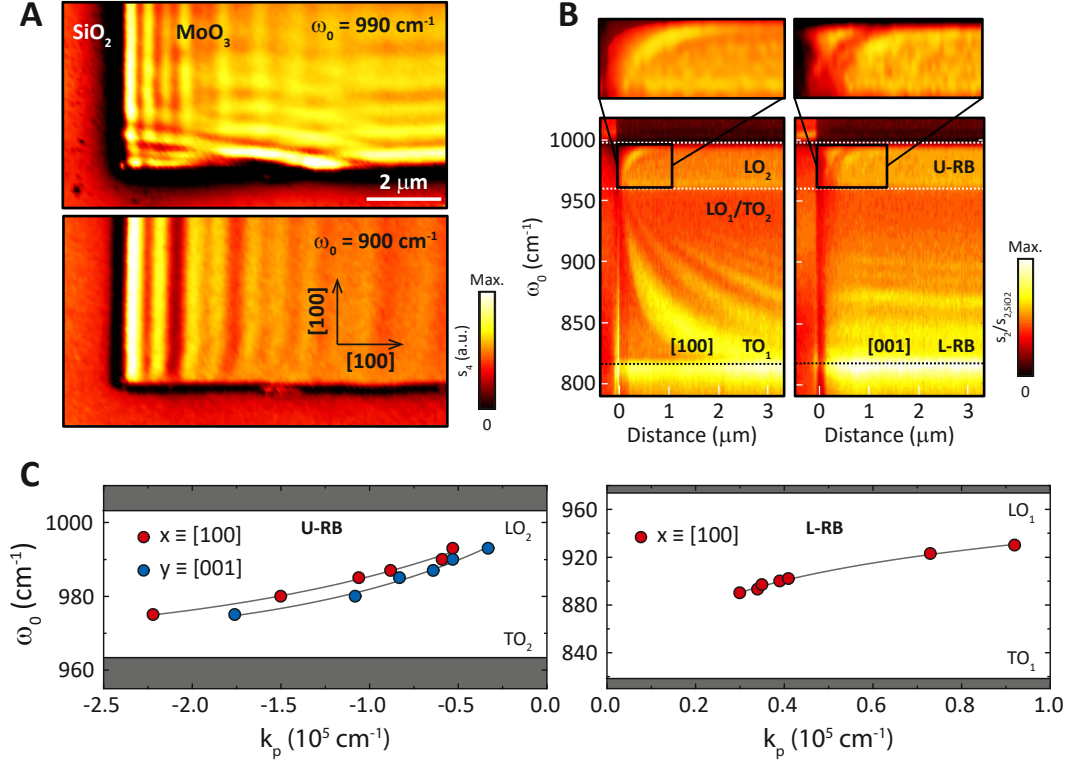 A
SiO₂
MoO₃
ω₀ = 990 cm⁻¹
2 μm
ω₀ = 900 cm⁻¹
[100]
[100]
Max.
s₄ (a.u.)
0
B
1000
950
900
850
800
ω₀ (cm⁻¹)
LO₂
LO₁/TO₂
[100]
TO₁
U-RB
[001]
L-RB
0 1 2 3
Distance (μm)
0 1 2 3
Distance (μm)
Max.
s₂/s₂,SiO2
0
C
1000
980
960
ω₀ (cm⁻¹)
U-RB
LO₂
x ≡ [100]
y ≡ [001]
TO₂
-2.5 -2.0 -1.5 -1.0 -0.5 0.0
kₚ (10⁵ cm⁻¹)
960
920
880
840
x ≡ [100]
L-RB
LO₁
TO₁
0.0 0.2 0.4 0.6 0.8 1.0
kₚ (10⁵ cm⁻¹)